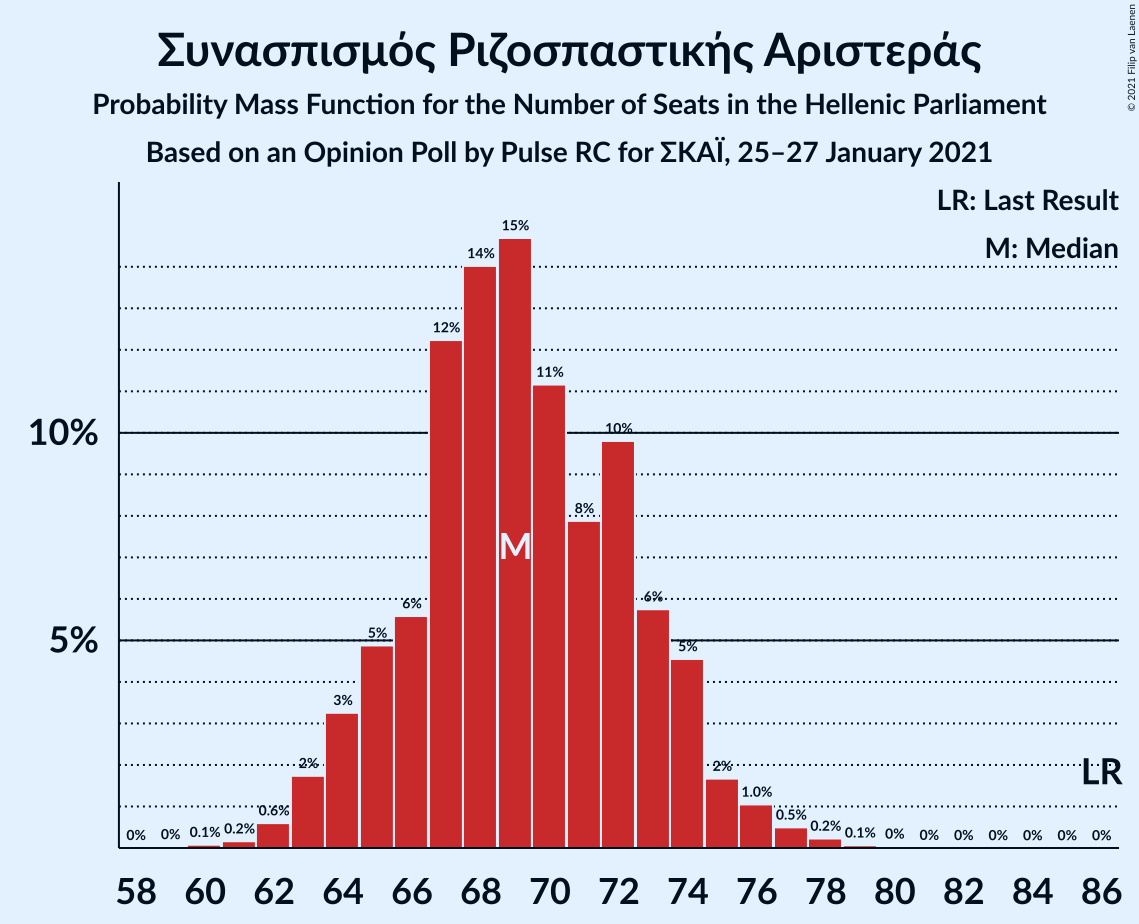 Συνασπισμός Ριζοσπαστικής Αριστεράς
Probability Mass Function for the Number of Seats in the Hellenic Parliament
Based on an Opinion Poll by Pulse RC for ΣΚΑΪ, 25–27 January 2021
© 2021 Filip van Laenen
LR: Last Result
M: Median
10%
5%
0% 0% 0.1% 0.2% 0.6% 2% 3% 5% 6% 12% 14% 15% 11% 8% 10% 6% 5% 2% 1.0% 0.5% 0.2% 0.1% 0% 0% 0% 0% 0% 0% 0%
M
LR
58 60 62 64 66 68 70 72 74 76 78 80 82 84 86